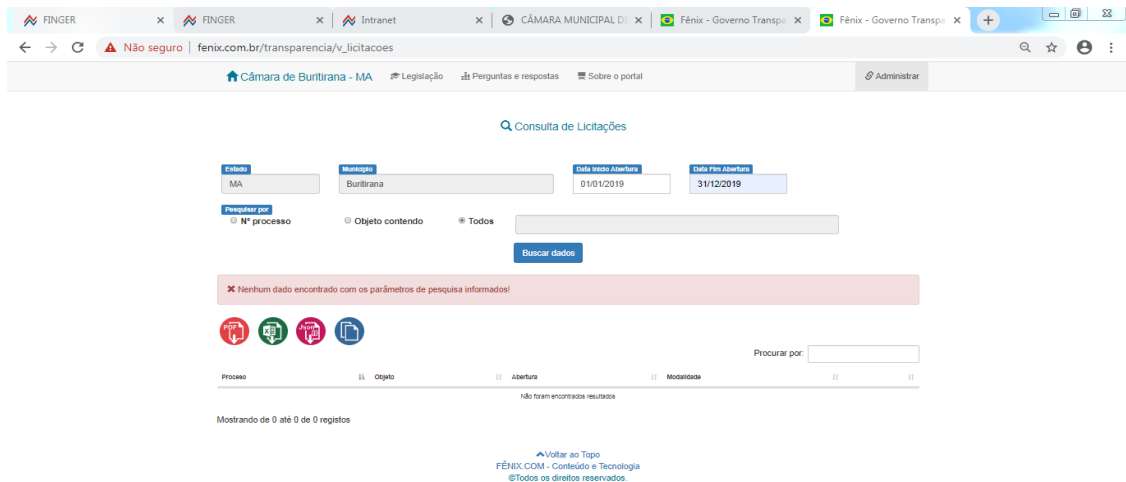 FINGER
FINGER
Intranet
CÂMARA MUNICIPAL DE
Fênix - Governo Transpa
Fênix - Governo Transpa
Não seguro | fenix.com.br/transparencia/v_licitacoes
Câmara de Buritirana - MA Legislação Perguntas e respostas Sobre o portal Administrar
Consulta de Licitações
Estado Município Data Inicio Abertura Data Fim Abertura
MA Buritirana 01/01/2019 31/12/2019
Pesquisar por
Nº processo Objeto contendo Todos
Buscar dados
Nenhum dado encontrado com os parâmetros de pesquisa informados!
PDF Json
Procurar por:
Processo Objeto Abertura Modalidade
Não foram encontrados resultados
Mostrando de 0 até 0 de 0 registos
Voltar ao Topo
FÊNIX.COM - Conteúdo e Tecnologia
©Todos os direitos reservados.